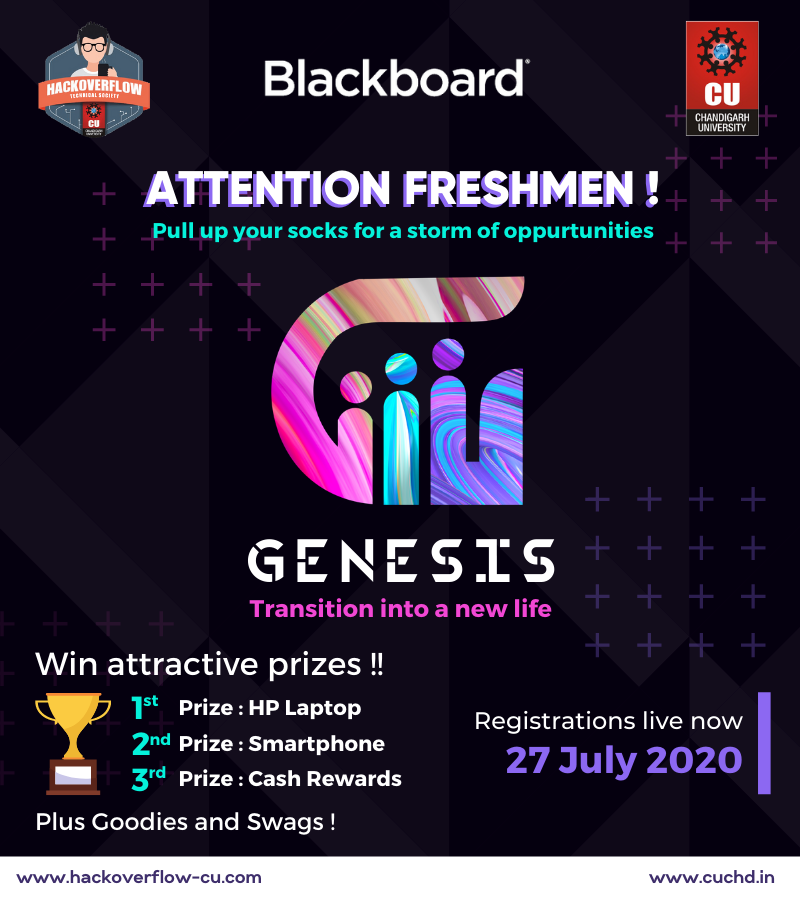 HACKOVERFLOW
TECHNICAL SOCIETY
CU
CHANDIGARH
UNIVERSITY
Blackboard
CU
CHANDIGARH
UNIVERSITY
ATTENTION FRESHMEN !
Pull up your socks for a storm of oppurtunities
GENESIS
Transition into a new life
Win attractive prizes !!
1st Prize : HP Laptop
2nd Prize : Smartphone
3rd Prize : Cash Rewards
Plus Goodies and Swags !
Registrations live now
27 July 2020
www.hackoverflow-cu.com
www.cuchd.in